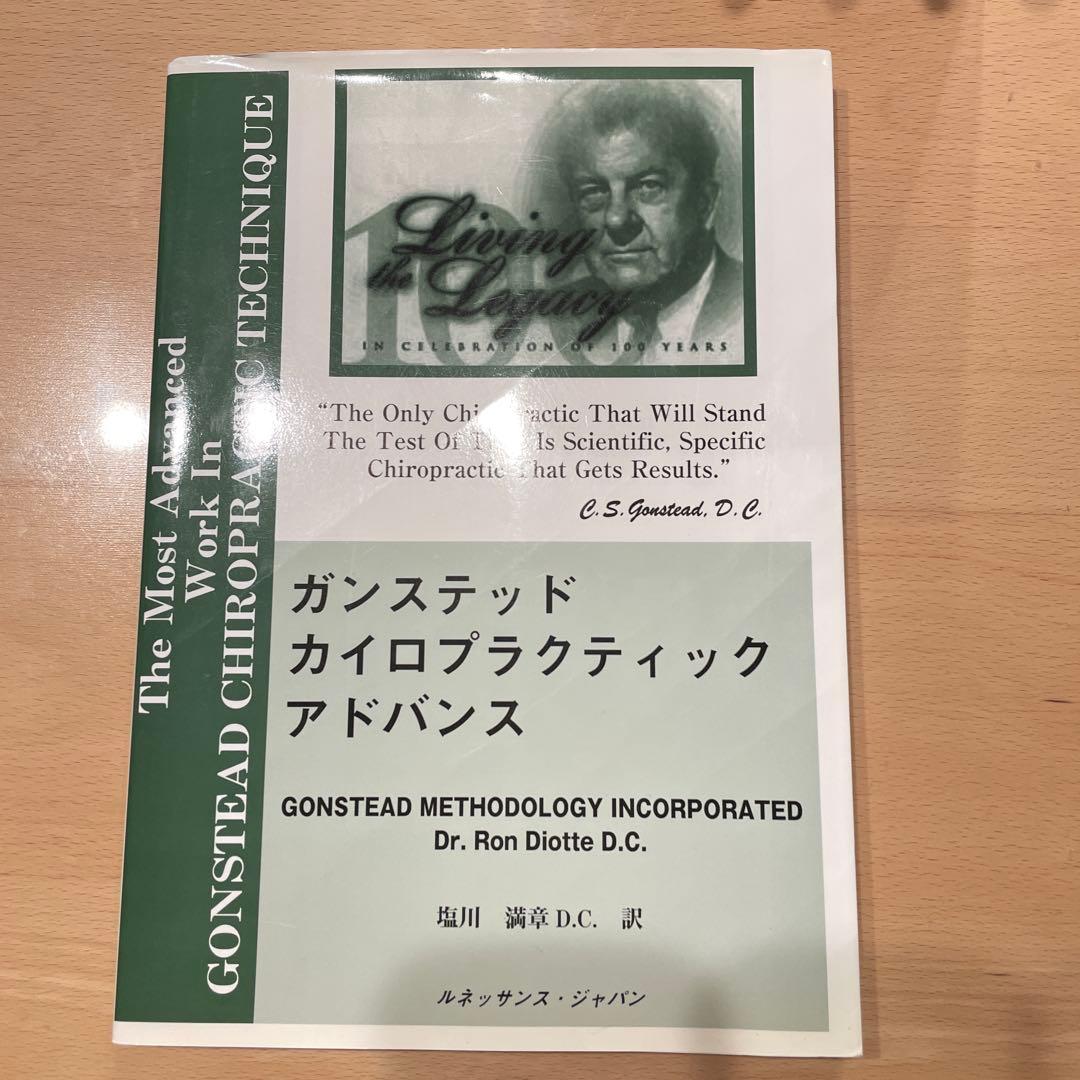 The Most Advanced
Work In
GONSTEAD CHIROPRACTIC TECHNIQUE
100
Living
the Legacy
IN CELEBRATION OF 100 YEARS
“The Only Chiropractic That Will Stand
The Test Of Time Is Scientific, Specific
Chiropractic That Gets Results.”
C.S.Gonstead, D.C.
ガンステッド
カイロプラクティック
アドバンス
GONSTEAD METHODOLOGY INCORPORATED
Dr. Ron Diotte D.C.
塩川 満章 D.C. 訳
ルネッサンス・ジャパン